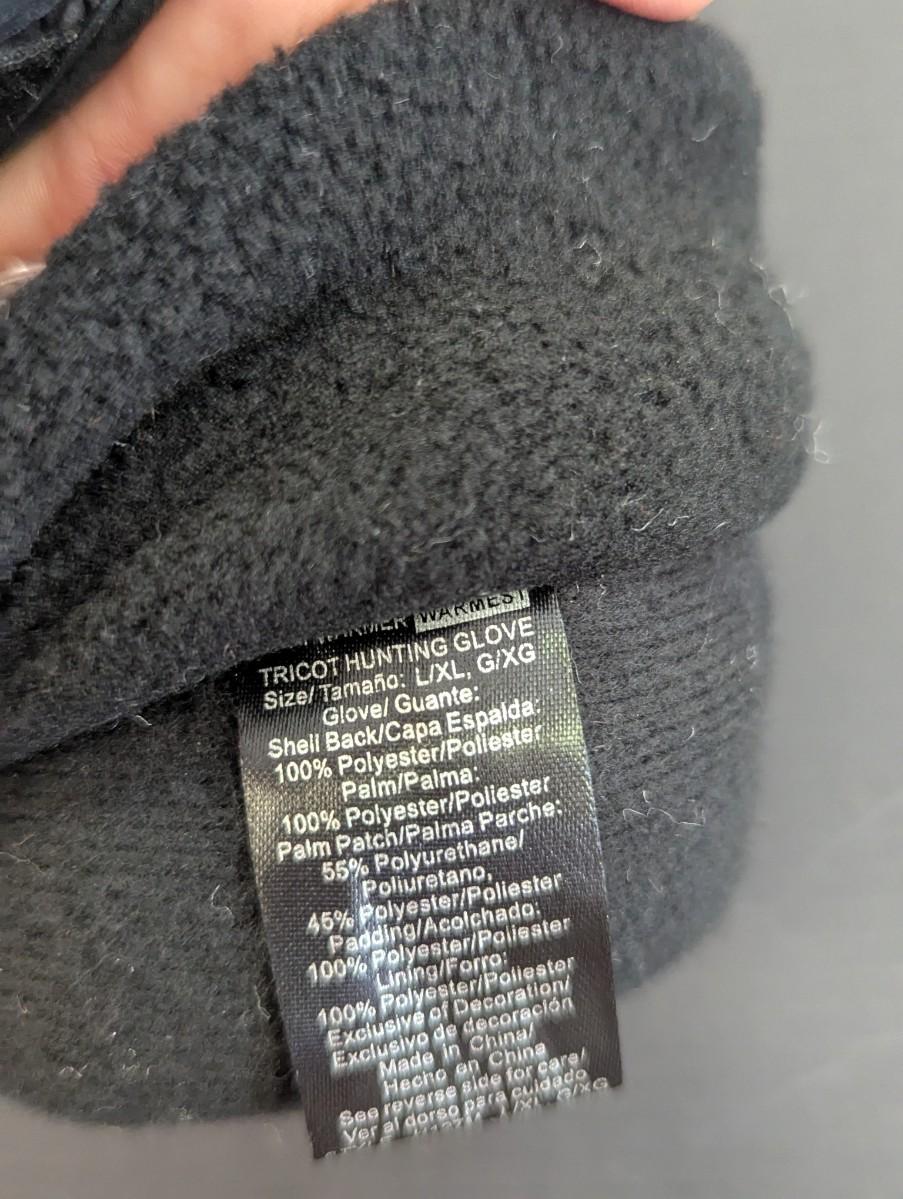 WARMER WARMEST
TRICOT HUNTING GLOVE
Size/ Tamaño: L/XL, G/XG
Glove/ Guante:
Shell Back/Capa Espalda:
100% Polyester/Poliester
Palm/Palma:
100% Polyester/Poliester
Palm Patch/Palma Parche:
55% Polyurethane/
Poliuretano,
45% Polyester/Poliester
Padding/Acolchado:
100% Polyester/Poliester
Lining/Forro:
100% Polyester/Poliester
Exclusive of Decoration/
Exclusivo de decoración
Made in China/
Hecho en China
See reverse side for care/
Ver al dorso para cuidado
L/XL, G/XG